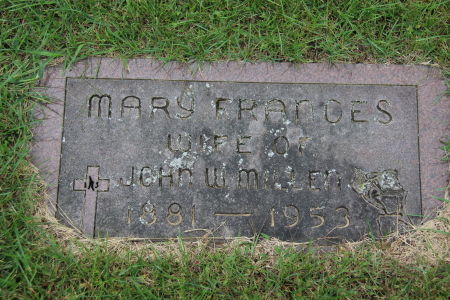 MARY FRANCES
WIFE OF
JOHN W. MILLEN
1881 — 1953